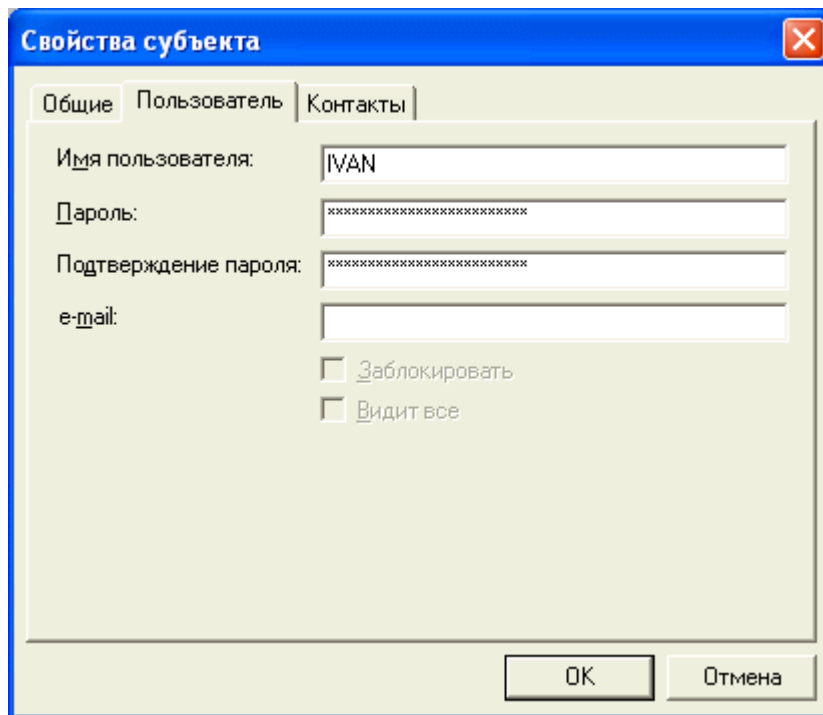 Свойства субъекта
Общие Пользователь Контакты
Имя пользователя: IVAN
Пароль: *************************
Подтверждение пароля: *************************
e-mail:
Заблокировать
Видит все
OK Отмена